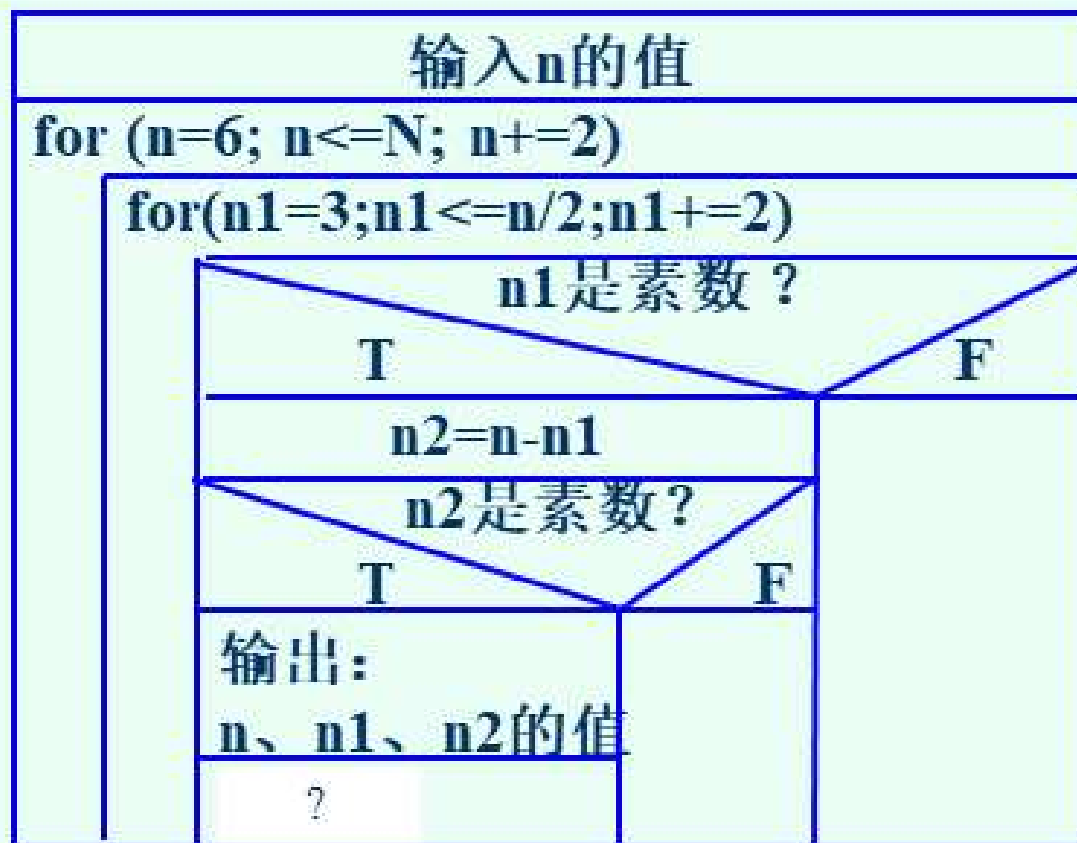 输入n的值
for (n=6; n<=N; n+=2)
for(n1=3;n1<=n/2;n1+=2)
n1是素数？
T
F
n2=n-n1
n2是素数?
T
F
输出:
n、n1、n2的值
?